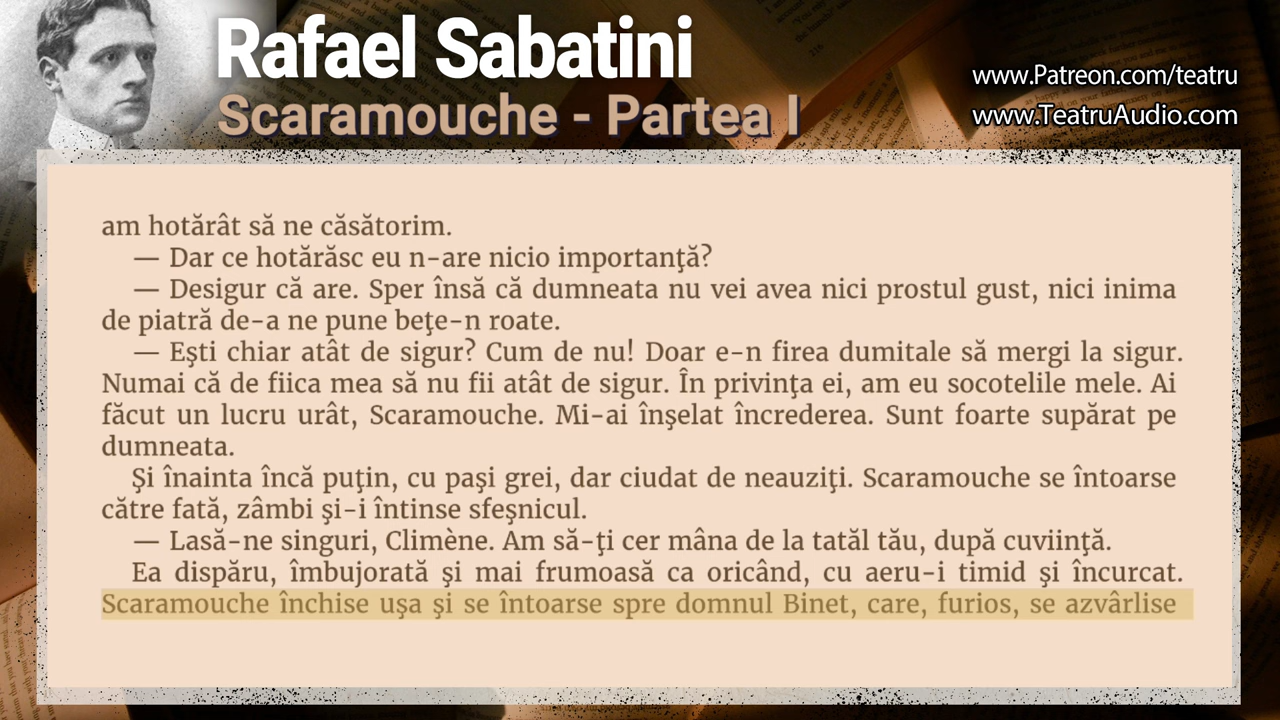 Rafael Sabatini
Scaramouche - Partea I
www.Patreon.com/teatru
www.TeatruAudio.com
am hotărât să ne căsătorim.
— Dar ce hotărăsc eu n-are nicio importanţă?
— Desigur că are. Sper însă că dumneata nu vei avea nici prostul gust, nici inima
de piatră de-a ne pune beţe-n roate.
— Eşti chiar atât de sigur? Cum de nu! Doar e-n firea dumitale să mergi la sigur.
Numai că de fiica mea să nu fii atât de sigur. În privinţa ei, am eu socotelile mele. Ai
făcut un lucru urât, Scaramouche. Mi-ai înşelat încrederea. Sunt foarte supărat pe
dumneata.
Şi înainta încă puţin, cu paşi grei, dar ciudat de neauziţi. Scaramouche se întoarse
către fată, zâmbi şi-i întinse sfeşnicul.
— Lasă-ne singuri, Climène. Am să-ţi cer mâna de la tatăl tău, după cuviinţă.
Ea dispăru, îmbujorată şi mai frumoasă ca oricând, cu aeru-i timid şi încurcat.
Scaramouche închise uşa şi se întoarse spre domnul Binet, care, furios, se azvârlise